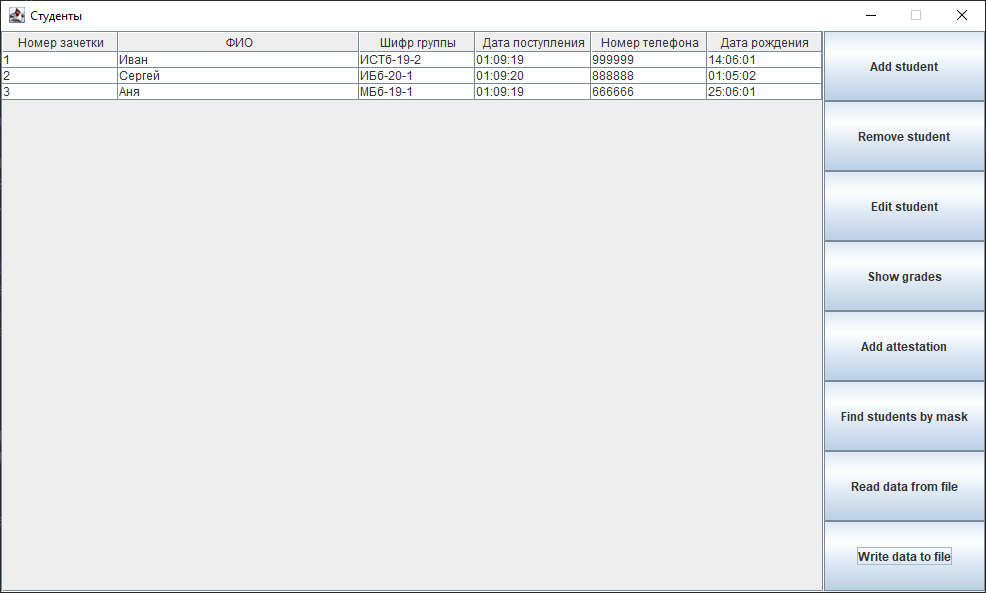 Студенты
Номер зачетки ФИО Шифр группы Дата поступления Номер телефона Дата рождения
1 Иван ИСТб-19-2 01:09:19 999999 14:06:01
2 Сергей ИБб-20-1 01:09:20 888888 01:05:02
3 Аня МБб-19-1 01:09:19 666666 25:06:01
Add student
Remove student
Edit student
Show grades
Add attestation
Find students by mask
Read data from file
Write data to file